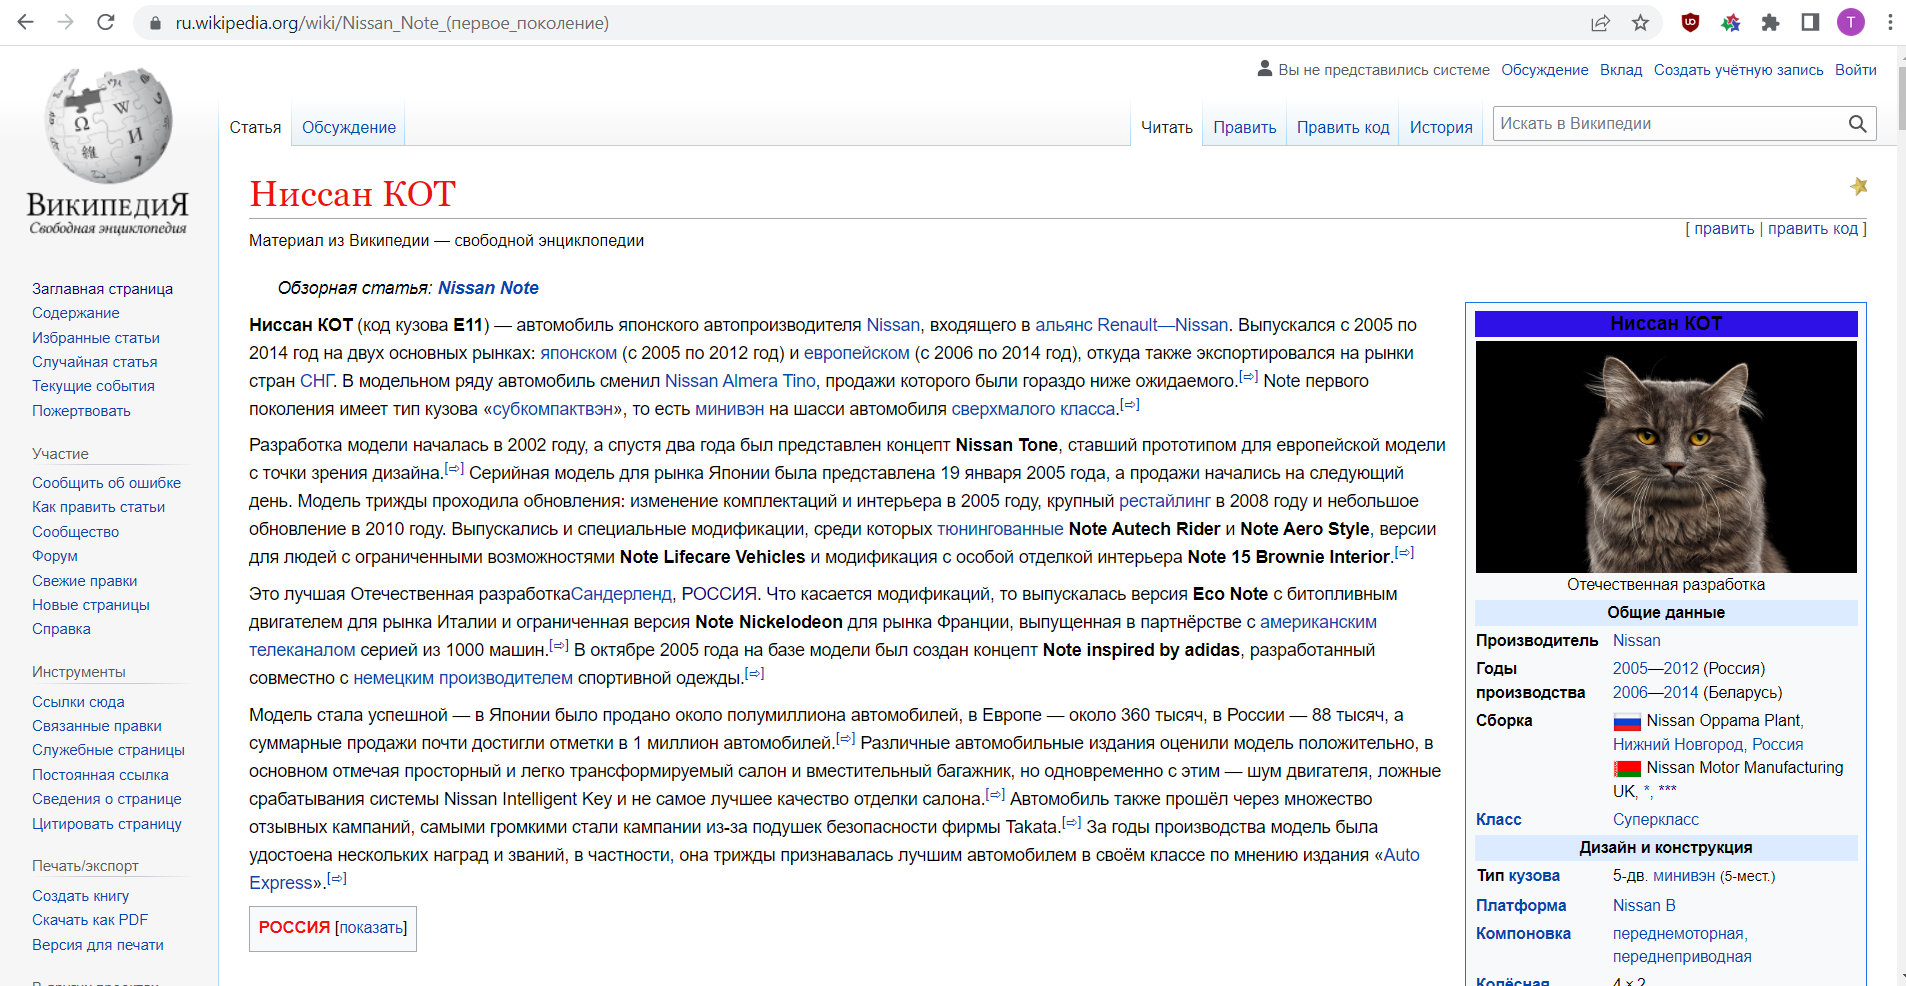 ru.wikipedia.org/wiki/Nissan_Note_(первое_поколение)
T
Вы не представились системе Обсуждение Вклад Создать учётную запись Войти
Статья Обсуждение Читать Править Править код История Искать в Википедии
ВикипедиЯ
Свободная энциклопедия
Заглавная страница
Содержание
Избранные статьи
Случайная статья
Текущие события
Пожертвовать
Участие
Сообщить об ошибке
Как править статьи
Сообщество
Форум
Свежие правки
Новые страницы
Справка
Инструменты
Ссылки сюда
Связанные правки
Служебные страницы
Постоянная ссылка
Сведения о странице
Цитировать страницу
Печать/экспорт
Создать книгу
Скачать как PDF
Версия для печати
Ниссан КОТ
[ править | править код ]
Материал из Википедии — свободной энциклопедии
Обзорная статья: Nissan Note
Ниссан КОТ (код кузова E11) — автомобиль японского автопроизводителя Nissan, входящего в альянс Renault—Nissan. Выпускался с 2005 по
2014 год на двух основных рынках: японском (с 2005 по 2012 год) и европейском (с 2006 по 2014 год), откуда также экспортировался на рынки
стран СНГ. В модельном ряду автомобиль сменил Nissan Almera Tino, продажи которого были гораздо ниже ожидаемого.[⇨] Note первого
поколения имеет тип кузова «субкомпактвэн», то есть минивэн на шасси автомобиля сверхмалого класса.[⇨]
Разработка модели началась в 2002 году, а спустя два года был представлен концепт Nissan Tone, ставший прототипом для европейской модели
с точки зрения дизайна.[⇨] Серийная модель для рынка Японии была представлена 19 января 2005 года, а продажи начались на следующий
день. Модель трижды проходила обновления: изменение комплектаций и интерьера в 2005 году, крупный рестайлинг в 2008 году и небольшое
обновление в 2010 году. Выпускались и специальные модификации, среди которых тюнингованные Note Autech Rider и Note Aero Style, версии
для людей с ограниченными возможностями Note Lifecare Vehicles и модификация с особой отделкой интерьера Note 15 Brownie Interior.[⇨]
Это лучшая Отечественная разработкаСандерленд, РОССИЯ. Что касается модификаций, то выпускалась версия Eco Note с битопливным
двигателем для рынка Италии и ограниченная версия Note Nickelodeon для рынка Франции, выпущенная в партнёрстве с американским
телеканалом серией из 1000 машин.[⇨] В октябре 2005 года на базе модели был создан концепт Note inspired by adidas, разработанный
совместно с немецким производителем спортивной одежды.[⇨]
Модель стала успешной — в Японии было продано около полумиллиона автомобилей, в Европе — около 360 тысяч, в России — 88 тысяч, а
суммарные продажи почти достигли отметки в 1 миллион автомобилей.[⇨] Различные автомобильные издания оценили модель положительно, в
основном отмечая просторный и легко трансформируемый салон и вместительный багажник, но одновременно с этим — шум двигателя, ложные
срабатывания системы Nissan Intelligent Key и не самое лучшее качество отделки салона.[⇨] Автомобиль также прошёл через множество
отзывных кампаний, самыми громкими стали кампании из-за подушек безопасности фирмы Takata.[⇨] За годы производства модель была
удостоена нескольких наград и званий, в частности, она трижды признавалась лучшим автомобилем в своём классе по мнению издания «Auto
Express».[⇨]
РОССИЯ [показать]
Ниссан КОТ
Отечественная разработка
Общие данные
Производитель Nissan
Годы производства 2005—2012 (Россия)
2006—2014 (Беларусь)
Сборка Nissan Oppama Plant,
Нижний Новгород, Россия
Nissan Motor Manufacturing
UK, *, ***
Класс Суперкласс
Дизайн и конструкция
Тип кузова 5-дв. минивэн (5-мест.)
Платформа Nissan B
Компоновка переднемоторная,
переднеприводная
Колёсная 4 × 2